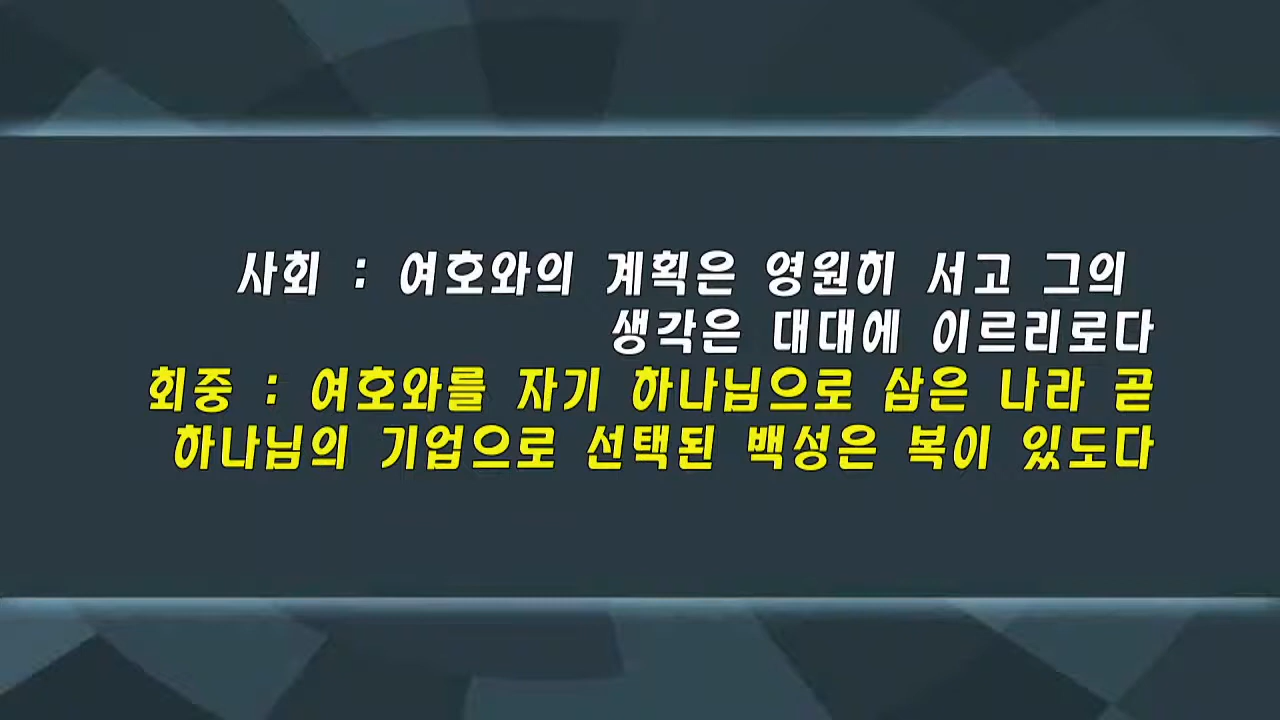 사회 : 여호와의 계획은 영원히 서고 그의
생각은 대대에 이르리로다
회중 : 여호와를 자기 하나님으로 삼은 나라 곧
하나님의 기업으로 선택된 백성은 복이 있도다